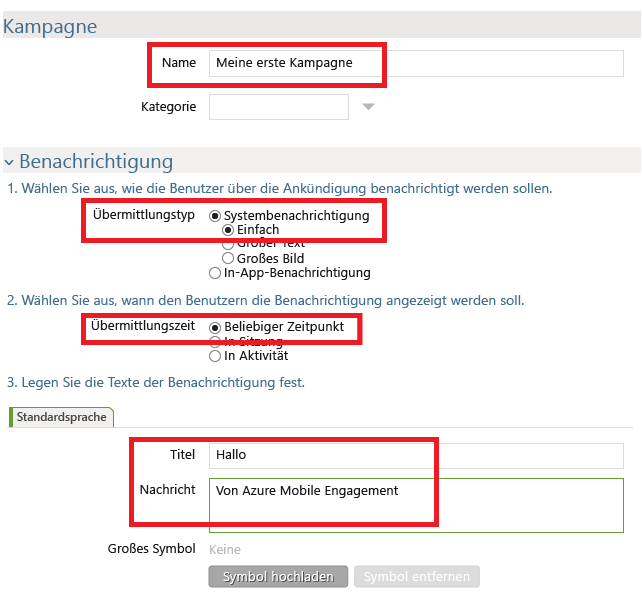 Kampagne
Name Meine erste Kampagne
Kategorie
Benachrichtigung
1. Wählen Sie aus, wie die Benutzer über die Ankündigung benachrichtigt werden sollen.
Übermittlungstyp Systembenachrichtigung
Einfach
Großer Text
Großes Bild
In-App-Benachrichtigung
2. Wählen Sie aus, wann den Benutzern die Benachrichtigung angezeigt werden soll.
Übermittlungszeit Beliebiger Zeitpunkt
In Sitzung
In Aktivität
3. Legen Sie die Texte der Benachrichtigung fest.
Standardsprache
Titel Hallo
Nachricht Von Azure Mobile Engagement
Großes Symbol Keine
Symbol hochladen Symbol entfernen